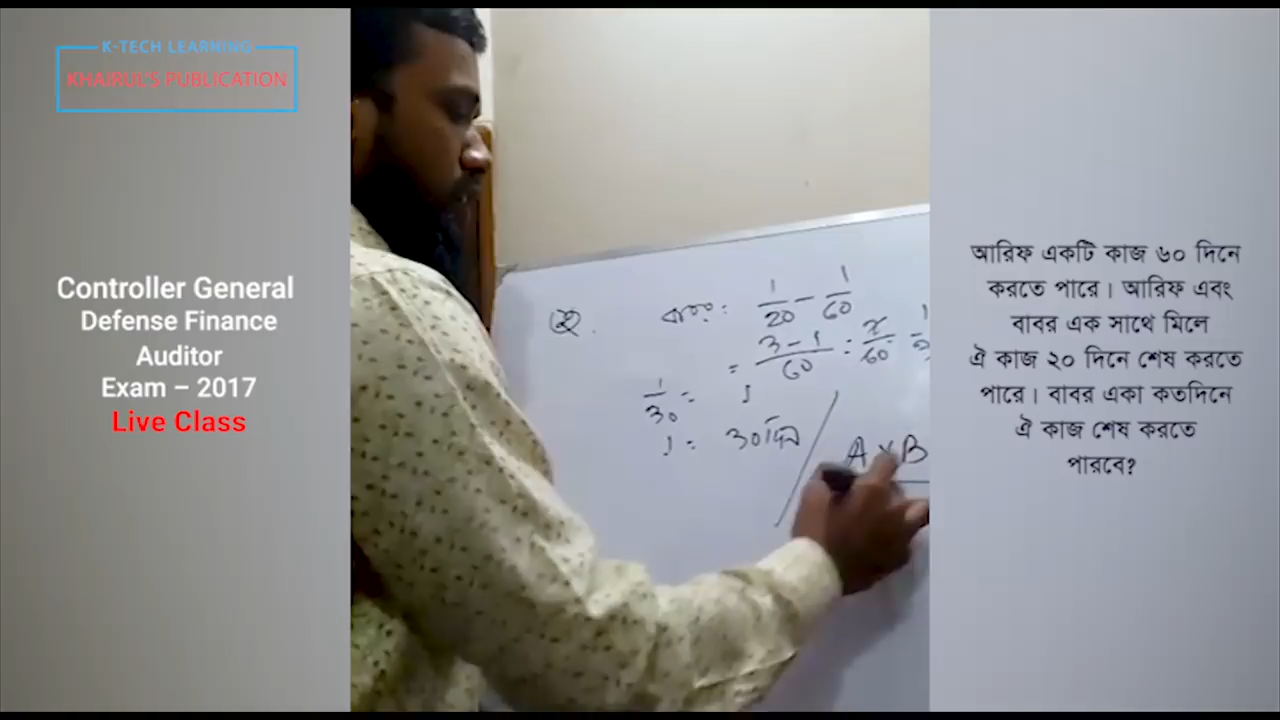 K-TECH LEARNING
KHAIRUL'S PUBLICATION
Controller General
Defense Finance
Auditor
Exam – 2017
Live Class
1/20 – 1/60
= 3 – 1/60 =
1/30 =
1 = 30 দিন
A × B
আরিফ একটি কাজ ৬০ দিনে
করতে পারে। আরিফ এবং
বাবর এক সাথে মিলে
ঐ কাজ ২০ দিনে শেষ করতে
পারে। বাবর একা কতদিনে
ঐ কাজ শেষ করতে
পারবে?